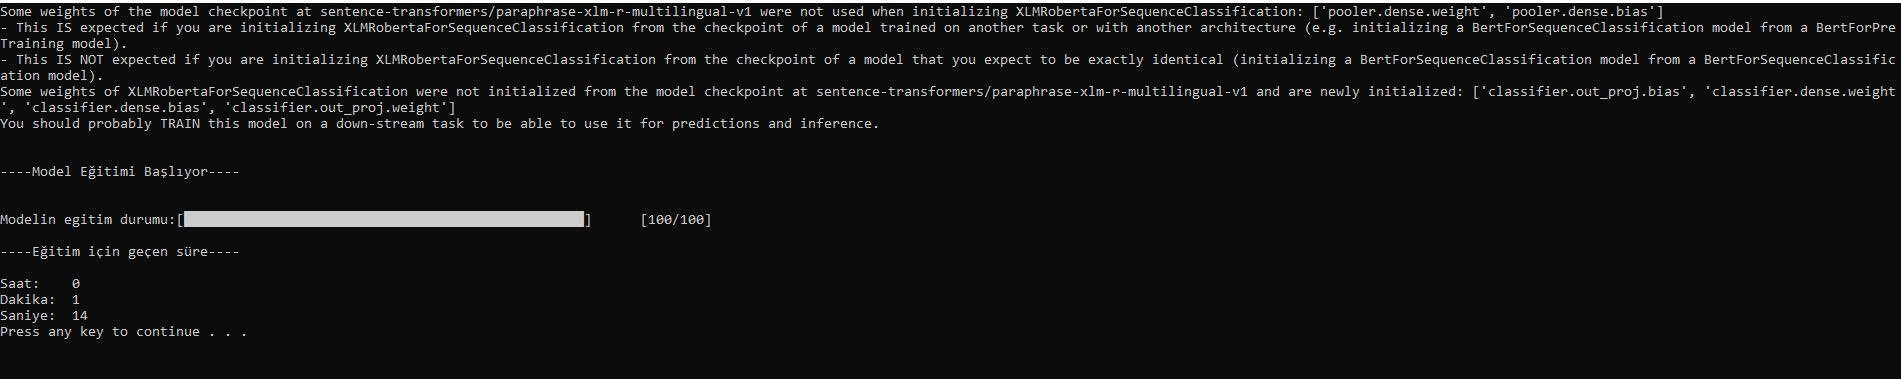 Some weights of the model checkpoint at sentence-transformers/paraphrase-xlm-r-multilingual-v1 were not used when initializing XLMRobertaForSequenceClassification: ['pooler.dense.weight', 'pooler.dense.bias']
- This IS expected if you are initializing XLMRobertaForSequenceClassification from the checkpoint of a model trained on another task or with another architecture (e.g. initializing a BertForSequenceClassification model from a BertForPre
Training model).
- This IS NOT expected if you are initializing XLMRobertaForSequenceClassification from the checkpoint of a model that you expect to be exactly identical (initializing a BertForSequenceClassification model from a BertForSequenceClassific
ation model).
Some weights of XLMRobertaForSequenceClassification were not initialized from the model checkpoint at sentence-transformers/paraphrase-xlm-r-multilingual-v1 and are newly initialized: ['classifier.out_proj.bias', 'classifier.dense.weight
', 'classifier.dense.bias', 'classifier.out_proj.weight']
You should probably TRAIN this model on a down-stream task to be able to use it for predictions and inference.
----Model Eğitimi Başlıyor----
Modelin egitim durumu:[██████████████████████████████████████████████████] [100/100]
----Eğitim için geçen süre----
Saat: 0
Dakika: 1
Saniye: 14
Press any key to continue . . .